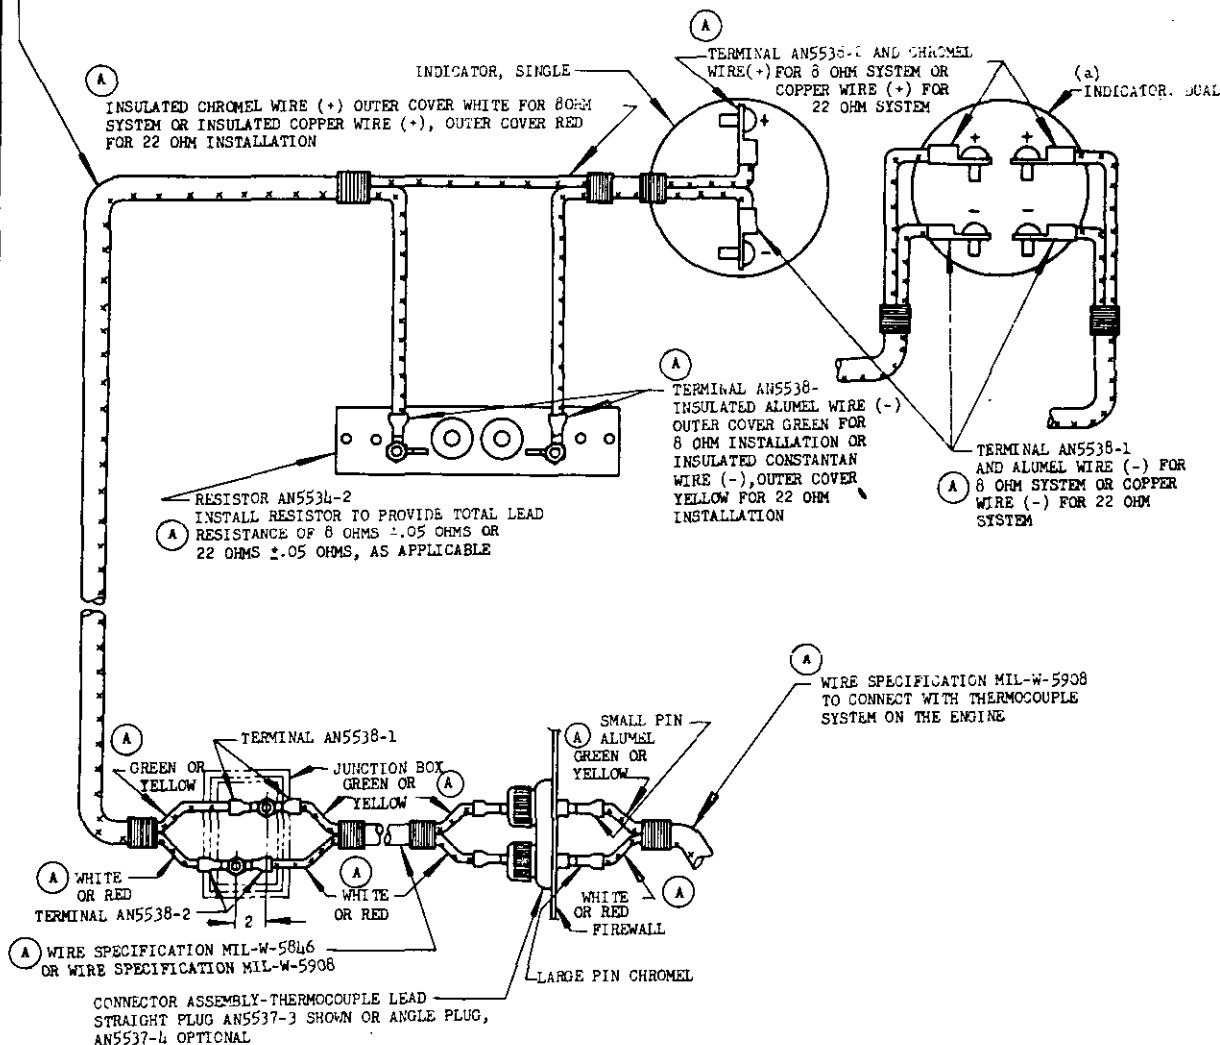 A
TERMINAL AN5538-2 AND CHROMEL
WIRE(+) FOR 8 OHM SYSTEM OR
COPPER WIRE (+) FOR
22 OHM SYSTEM
(a)
INDICATOR, DUAL
INDICATOR, SINGLE
A
INSULATED CHROMEL WIRE (+) OUTER COVER WHITE FOR 8OHM
SYSTEM OR INSULATED COPPER WIRE (+), OUTER COVER RED
FOR 22 OHM INSTALLATION
+
-
+ +
- -
A
TERMINAL AN5538-
INSULATED ALUMEL WIRE (-)
OUTER COVER GREEN FOR
8 OHM INSTALLATION OR
INSULATED CONSTANTAN
WIRE (-),OUTER COVER
YELLOW FOR 22 OHM
INSTALLATION
TERMINAL AN5538-1
AND ALUMEL WIRE (-) FOR
A 8 OHM SYSTEM OR COPPER
WIRE (-) FOR 22 OHM
SYSTEM
RESISTOR AN5534-2
INSTALL RESISTOR TO PROVIDE TOTAL LEAD
A RESISTANCE OF 8 OHMS ±.05 OHMS OR
22 OHMS ±.05 OHMS, AS APPLICABLE
A
WIRE SPECIFICATION MIL-W-5908
TO CONNECT WITH THERMOCOUPLE
SYSTEM ON THE ENGINE
A
GREEN OR
YELLOW
TERMINAL AN5538-1
JUNCTION BOX
GREEN OR
YELLOW
A
SMALL PIN
ALUMEL
A
GREEN OR
YELLOW
A WHITE
OR RED
TERMINAL AN5538-2
2
A
WHITE
OR RED
WHITE
OR RED
A
FIREWALL
A WIRE SPECIFICATION MIL-W-5846
OR WIRE SPECIFICATION MIL-W-5908
LARGE PIN CHROMEL
CONNECTOR ASSEMBLY-THERMOCOUPLE LEAD
STRAIGHT PLUG AN5537-3 SHOWN OR ANGLE PLUG,
AN5537-4 OPTIONAL